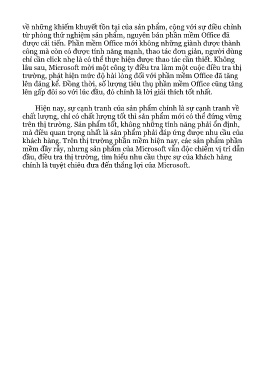 về những khiếm khuyết tồn tại của sản phẩm, cộng với sự điều chỉnh
từ phòng thử nghiệm sản phẩm, nguyên bản phần mềm Office đã
được cải tiến. Phần mềm Office mới không những giành được thành
công mà còn có được tính năng mạnh, thao tác đơn giản, người dùng
chỉ cần click nhẹ là có thể thực hiện được thao tác cần thiết. Không
lâu sau, Microsoft mời một công ty điều tra làm một cuộc điều tra thị
trường, phát hiện mức độ hài lòng đối với phần mềm Office đã tăng
lên đáng kể. Đồng thời, số lượng tiêu thụ phần mềm Office cũng tăng
lên gấp đôi so với lúc đầu, đó chính là lời giải thích tốt nhất.
Hiện nay, sự cạnh tranh của sản phẩm chính là sự cạnh tranh về
chất lượng, chỉ có chất lượng tốt thì sản phẩm mới có thể đứng vững
trên thị trường. Sản phẩm tốt, không những tính năng phải ổn định,
mà điều quan trọng nhất là sản phẩm phải đáp ứng được nhu cầu của
khách hàng. Trên thị trường phần mềm hiện nay, các sản phẩm phần
mềm đầy rẫy, nhưng sản phẩm của Microsoft vẫn độc chiếm vị trí dẫn
đầu, điều tra thị trường, tìm hiểu nhu cầu thực sự của khách hàng
chính là tuyệt chiêu đưa đến thắng lợi của Microsoft.